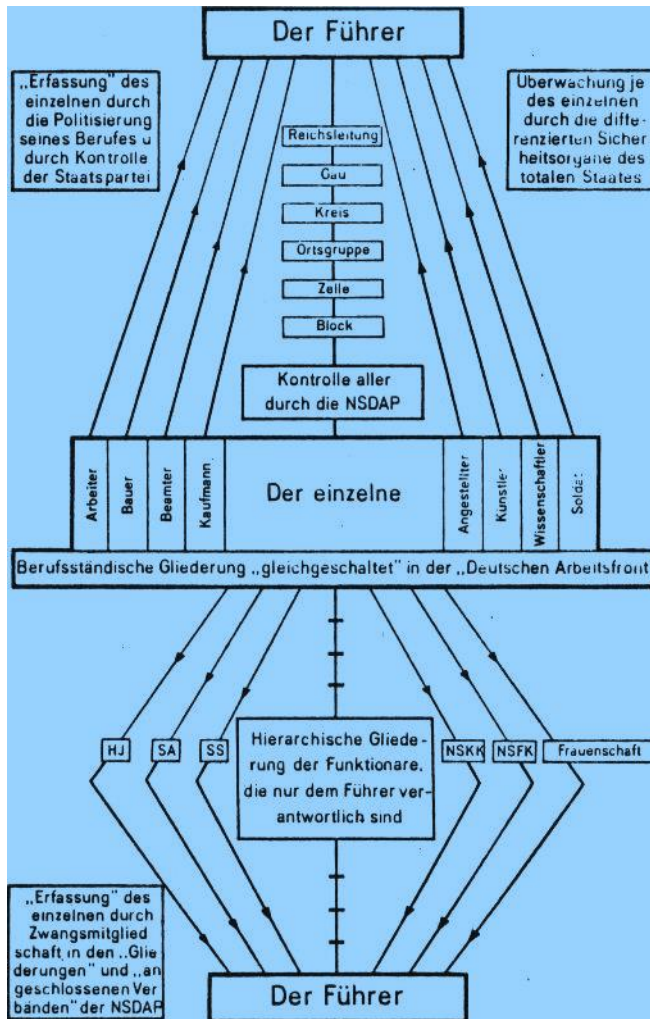 Der Führer
„Erfassung" des
einzelnen durch
die Politisierung
seines Berufes u
durch Kontrolle
der Staatspartei
Uberwachung je
des einzelnen
durch die diffe-
renzierten Sicher
heitsorgane des
totalen Staates
Reichsleitung
Gau
Kreis
Ortsgruppe
Zelle
Block
Kontrolle aller
durch die NSDAP
Arbeiter
Bauer
Beamter
Kaufmann
Der einzelne
Angestellter
Künstler
Wissenschaftler
Soldat
Berufsständische Gliederung „gleichgeschaltet" in der „Deutschen Arbeitsfront
HJ
SA
SS
Hierarchische Gliede-
rung der Funktionare,
die nur dem Führer ver-
antwortlich sind
NSKK
NSFK
Frauenschaft
„Erfassung" des
einzelnen durch
Zwangsmitglied
schaft in den „Glie
derungen" und „an
geschlossenen Ver
bänden" der NSDAP
Der Führer